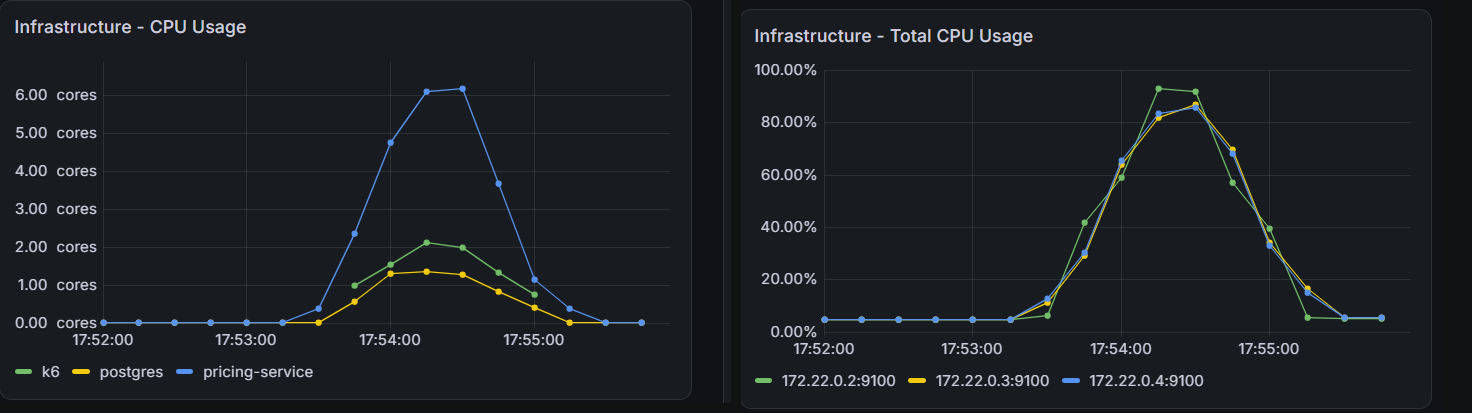 Infrastructure - CPU Usage
6.00 cores
5.00 cores
4.00 cores
3.00 cores
2.00 cores
1.00 cores
0.00 cores
17:52:00 17:53:00 17:54:00 17:55:00
k6 postgres pricing-service
Infrastructure - Total CPU Usage
100.00%
80.00%
60.00%
40.00%
20.00%
0.00%
17:52:00 17:53:00 17:54:00 17:55:00
172.22.0.2:9100 172.22.0.3:9100 172.22.0.4:9100